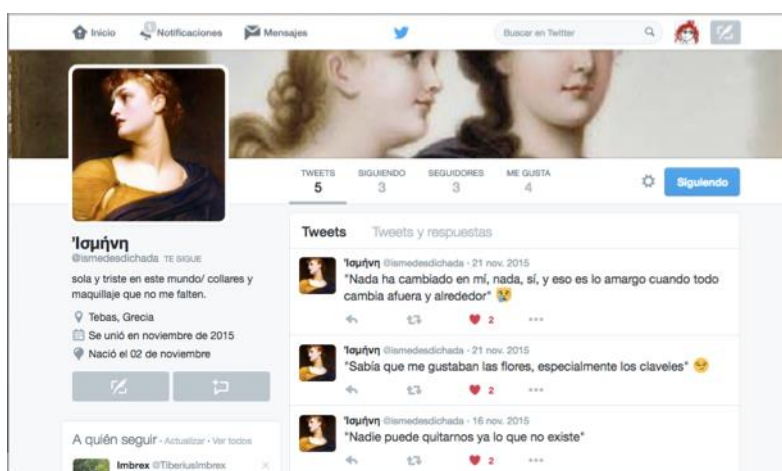 Inicio Notificaciones Mensajes Buscar en Twitter
TWEETS SIGUIENDO SEGUIDORES ME GUSTA
5 3 3 4
Siguiendo
Ἰσμήνη
@ismedesdichada TE SIGUE
sola y triste en este mundo/ collares y
maquillaje que no me falten.
Tebas, Grecia
Se unió en noviembre de 2015
Nació el 02 de noviembre
A quién seguir · Actualizar · Ver todos
Imbrex @TiberiusImbrex
Tweets Tweets y respuestas
Ἰσμήνη @ismedesdichada · 21 nov. 2015
"Nada ha cambiado en mí, nada, sí, y eso es lo amargo cuando todo
cambia afuera y alrededor" 😿
2
Ἰσμήνη @ismedesdichada · 21 nov. 2015
"Sabía que me gustaban las flores, especialmente los claveles" 😔
2
Ἰσμήνη @ismedesdichada · 16 nov. 2015
"Nadie puede quitarnos ya lo que no existe"
2